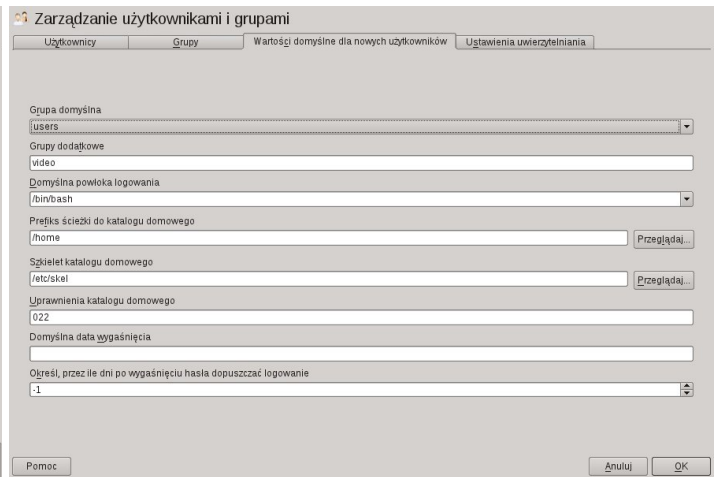 Zarządzanie użytkownikami i grupami
Użytkownicy Grupy Wartości domyślne dla nowych użytkowników Ustawienia uwierzytelniania
Grupa domyślna
users
Grupy dodatkowe
video
Domyślna powłoka logowania
/bin/bash
Prefiks ścieżki do katalogu domowego
/home Przeglądaj...
Szkielet katalogu domowego
/etc/skel Przeglądaj...
Uprawnienia katalogu domowego
022
Domyślna data wygaśnięcia
Określ, przez ile dni po wygaśnięciu hasła dopuszczać logowanie
-1
Pomoc Anuluj OK